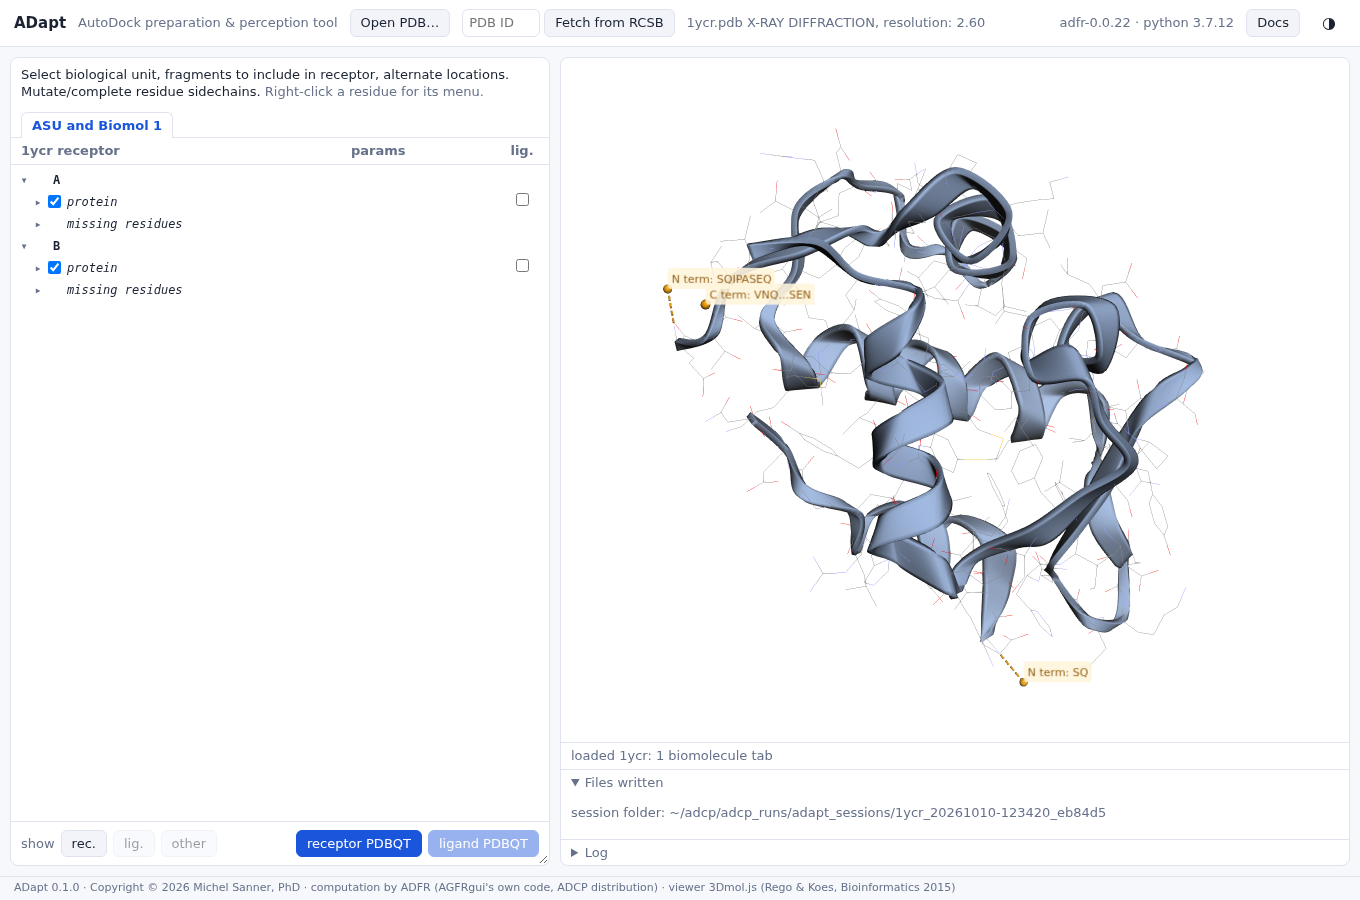 ADapt AutoDock preparation & perception tool Open PDB... PDB ID Fetch from RCSB 1ycr.pdb X-RAY DIFFRACTION, resolution: 2.60 adfr-0.0.22 · python 3.7.12 Docs
Select biological unit, fragments to include in receptor, alternate locations.
Mutate/complete residue sidechains. Right-click a residue for its menu.
ASU and Biomol 1
1ycr receptor params lig.
A
protein
missing residues
B
protein
missing residues
show rec. lig. other receptor PDBQT ligand PDBQT
N term: SQIPASEQ
C term: VNQ...SEN
N term: SQ
loaded 1ycr: 1 biomolecule tab
Files written
session folder: ~/adcp/adcp_runs/adapt_sessions/1ycr_20261010-123420_eb84d5
Log
ADapt 0.1.0 · Copyright © 2026 Michel Sanner, PhD · computation by ADFR (AGFRgui's own code, ADCP distribution) · viewer 3Dmol.js (Rego & Koes, Bioinformatics 2015)